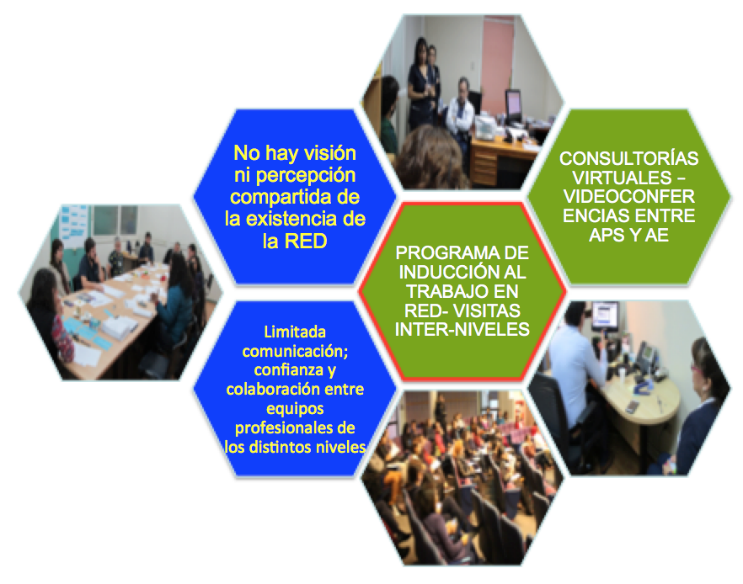 No hay visión
ni percepción
compartida de
la existencia de
la RED
CONSULTORÍAS
VIRTUALES –
VIDEOCONFER
ENCIAS ENTRE
APS Y AE
PROGRAMA DE
INDUCCIÓN AL
TRABAJO EN
RED- VISITAS
INTER-NIVELES
Limitada
comunicación;
confianza y
colaboración entre
equipos
profesionales de
los distintos niveles